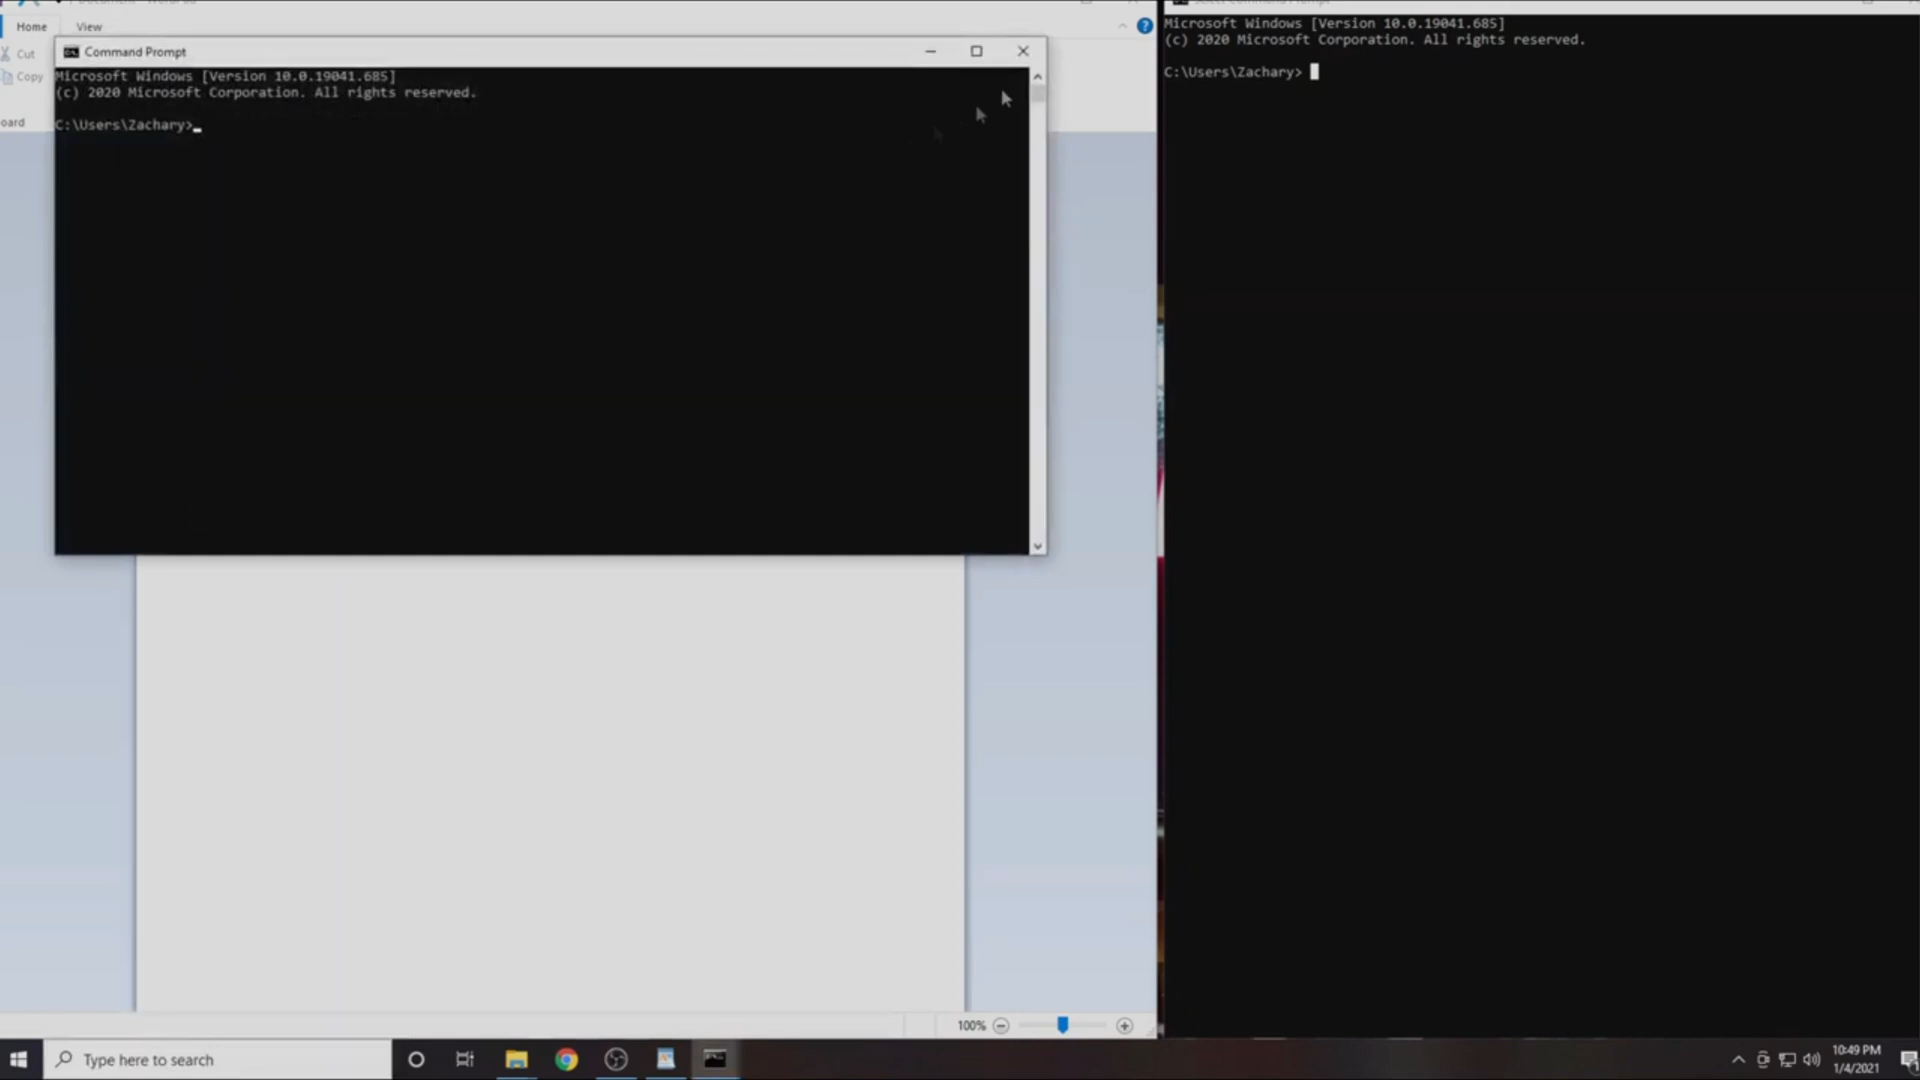 Home View
Cut
Copy
oard
Command Prompt
Microsoft Windows [Version 10.0.19041.685]
(c) 2020 Microsoft Corporation. All rights reserved.
C:\Users\Zachary>
Microsoft Windows [Version 10.0.19041.685]
(c) 2020 Microsoft Corporation. All rights reserved.
C:\Users\Zachary>
100%
Type here to search
10:49 PM
1/4/2021